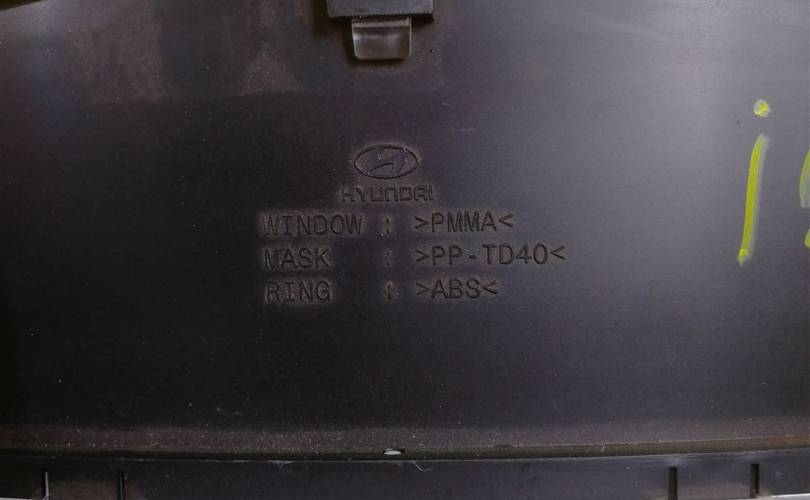 HYUNDAI
WINDOW : >PMMA<
MASK : >PP-TD40<
RING : >ABS<